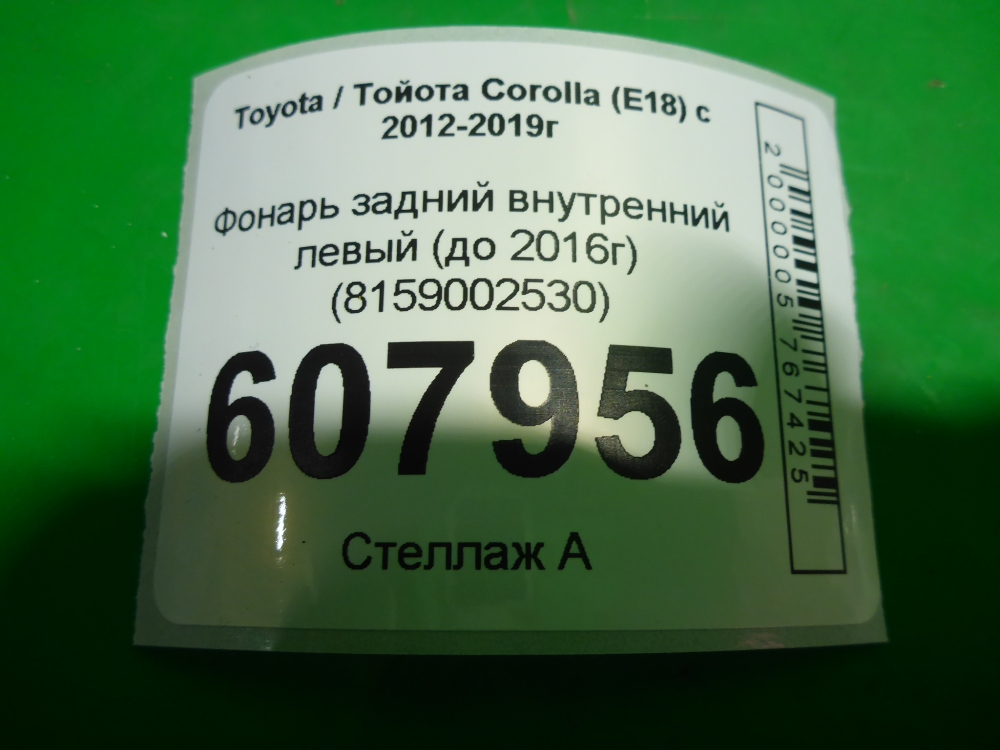 Toyota / Тойота Corolla (E18) с
2012-2019г
Фонарь задний внутренний
левый (до 2016г)
(8159002530)
607956
Стеллаж А
2000005767425